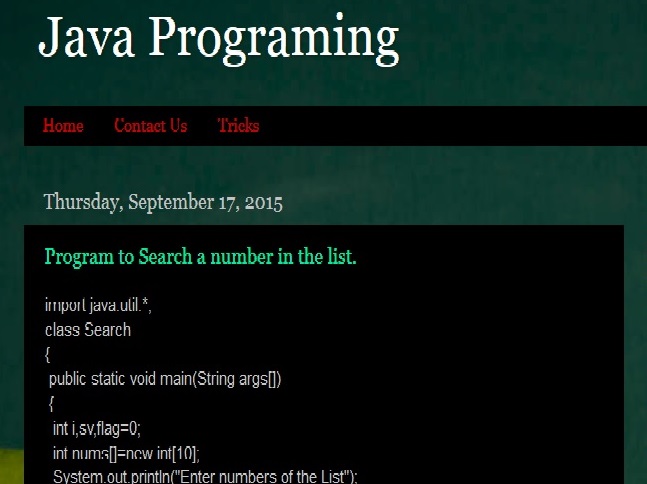 Java Programing
Home Contact Us Tricks
Thursday, September 17, 2015
Program to Search a number in the list.
import java.util.*;
class Search
{
public static void main(String args[])
{
int i,sv,flag=0;
int nums[]=new int[10];
System.out.println("Enter numbers of the List");